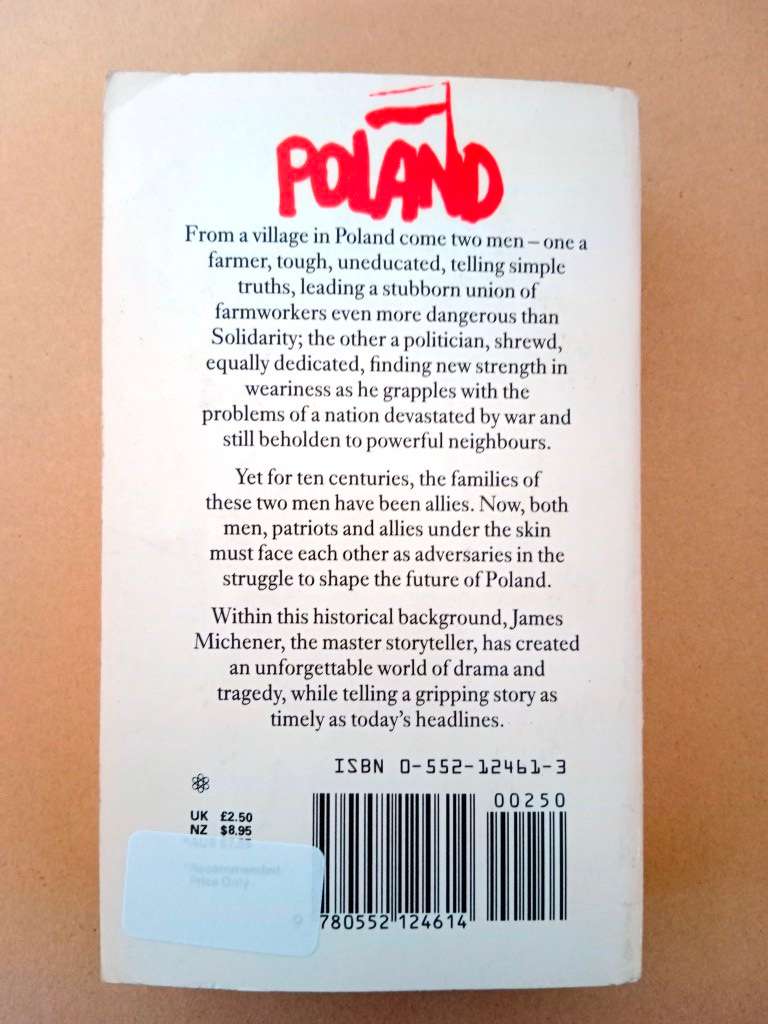 POLAND
From a village in Poland come two men – one a
farmer, tough, uneducated, telling simple
truths, leading a stubborn union of
farmworkers even more dangerous than
Solidarity; the other a politician, shrewd,
equally dedicated, finding new strength in
weariness as he grapples with the
problems of a nation devastated by war and
still beholden to powerful neighbours.
Yet for ten centuries, the families of
these two men have been allies. Now, both
men, patriots and allies under the skin
must face each other as adversaries in the
struggle to shape the future of Poland.
Within this historical background, James
Michener, the master storyteller, has created
an unforgettable world of drama and
tragedy, while telling a gripping story as
timely as today's headlines.
ISBN 0-552-12461-3
00250
UK £2.50
NZ $8.95
Recommended
Price Only
9 780552 124614